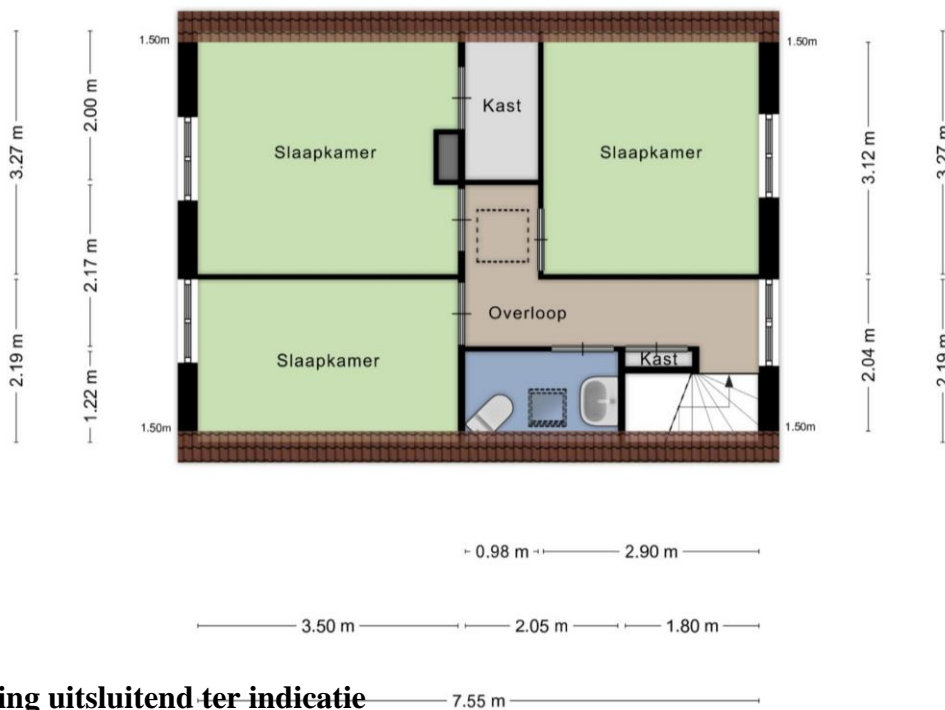 1.50m
1.50m
Slaapkamer
Kast
Slaapkamer
3.27 m
2.00 m
3.12 m
3.27 m
2.17 m
Overloop
Slaapkamer
Kast
2.19 m
1.22 m
2.04 m
2.19 m
1.50m
1.50m
0.98 m
2.90 m
3.50 m
2.05 m
1.80 m
ing uitsluitend ter indicatie
7.55 m